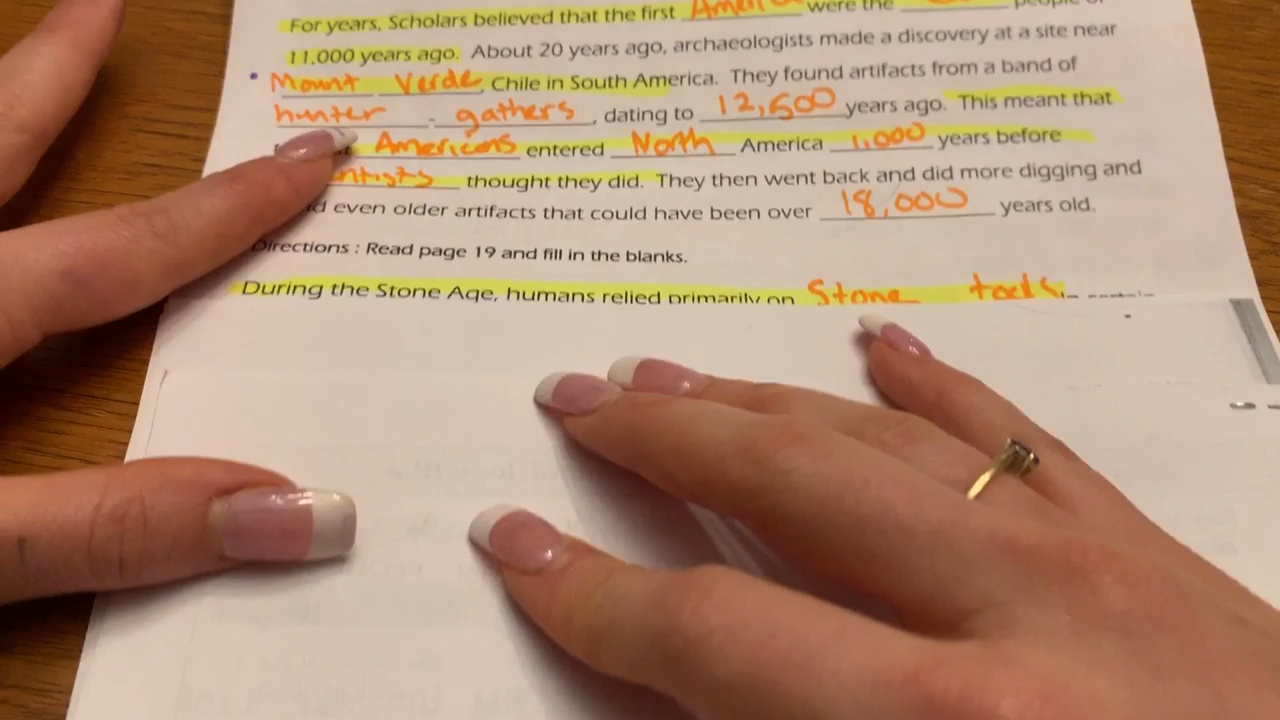 For years, Scholars believed that the first were the people of
11,000 years ago. About 20 years ago, archaeologists made a discovery at a site near
Mount Verde, Chile in South America. They found artifacts from a band of
hunter - gathers, dating to 12,500 years ago. This meant that
Americans entered North America 1,000 years before
thought they did. They then went back and did more digging and
even older artifacts that could have been over 18,000 years old.
Directions : Read page 19 and fill in the blanks.
During the Stone Age, humans relied primarily on Stone tools.